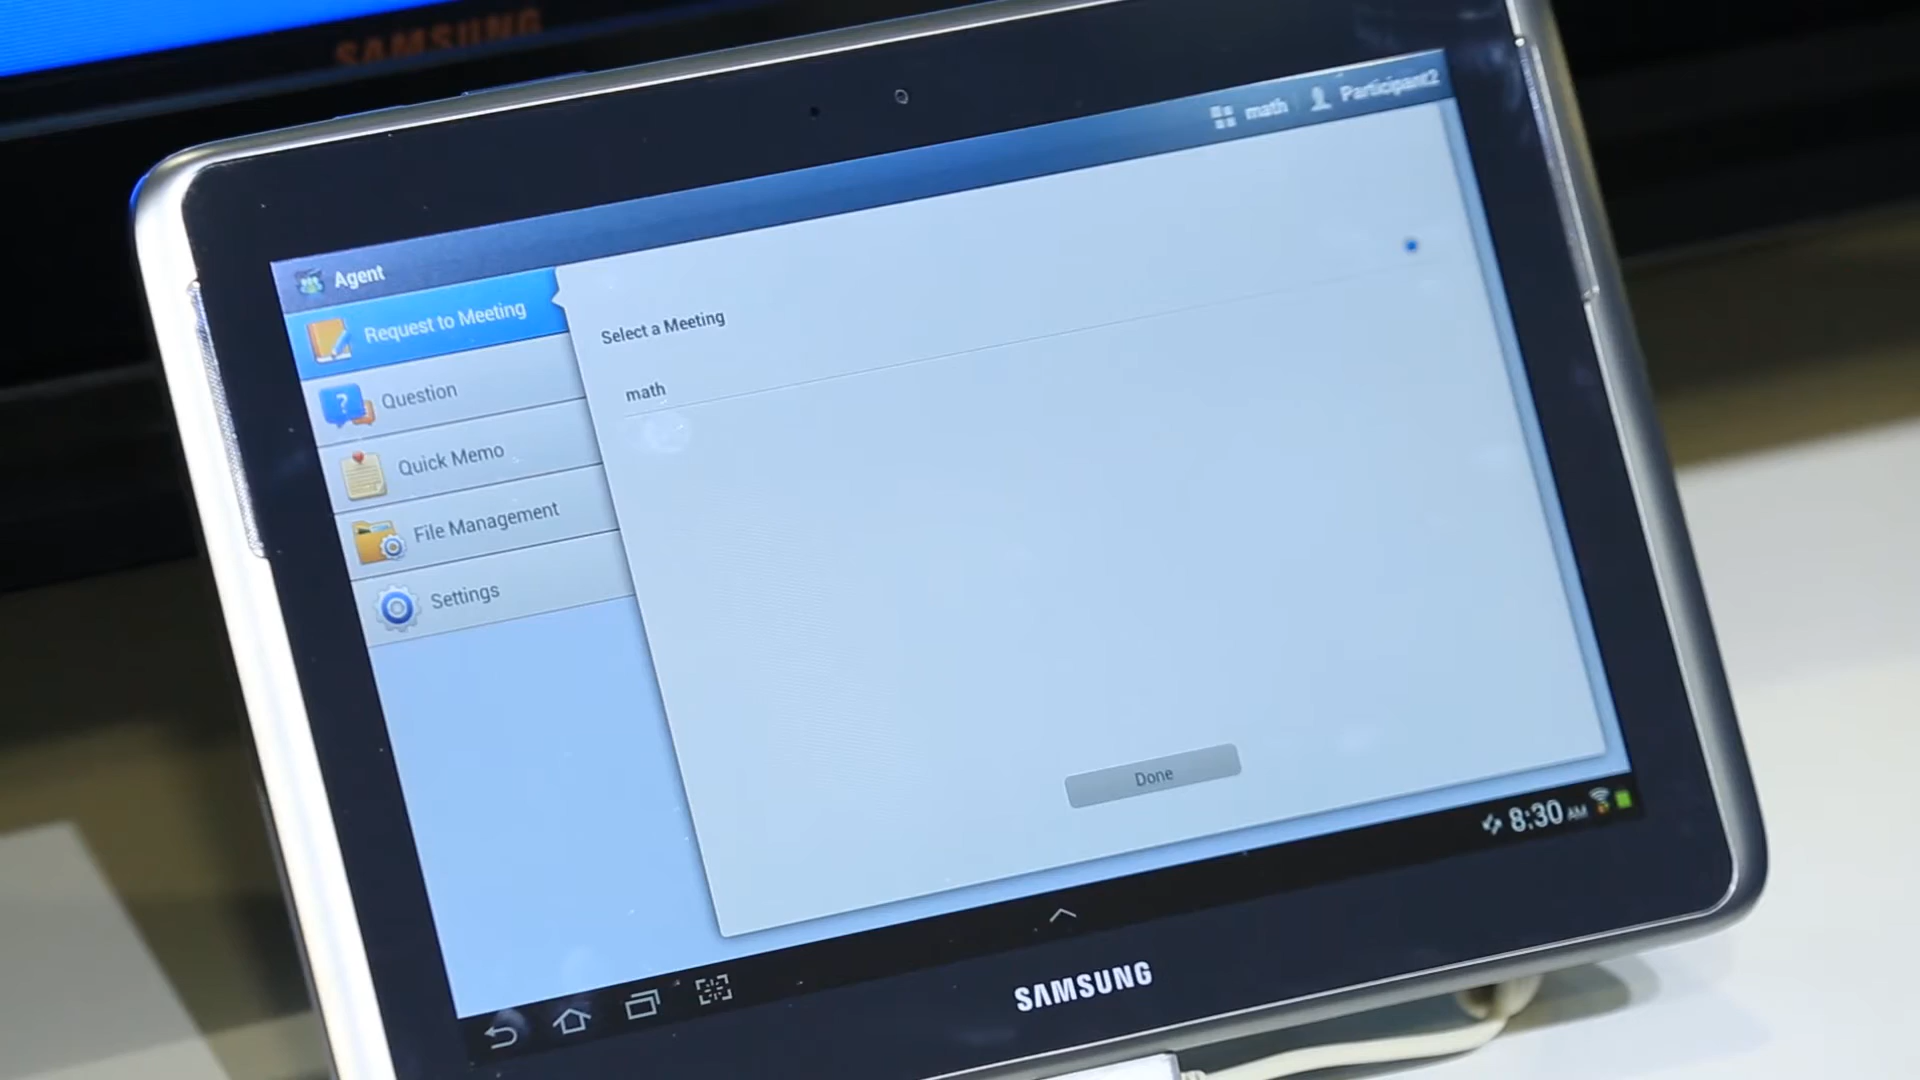 SAMSUNG
math
Participant2
Agent
Request to Meeting
Question
Quick Memo
File Management
Settings
Select a Meeting
math
Done
8:30 AM
SAMSUNG